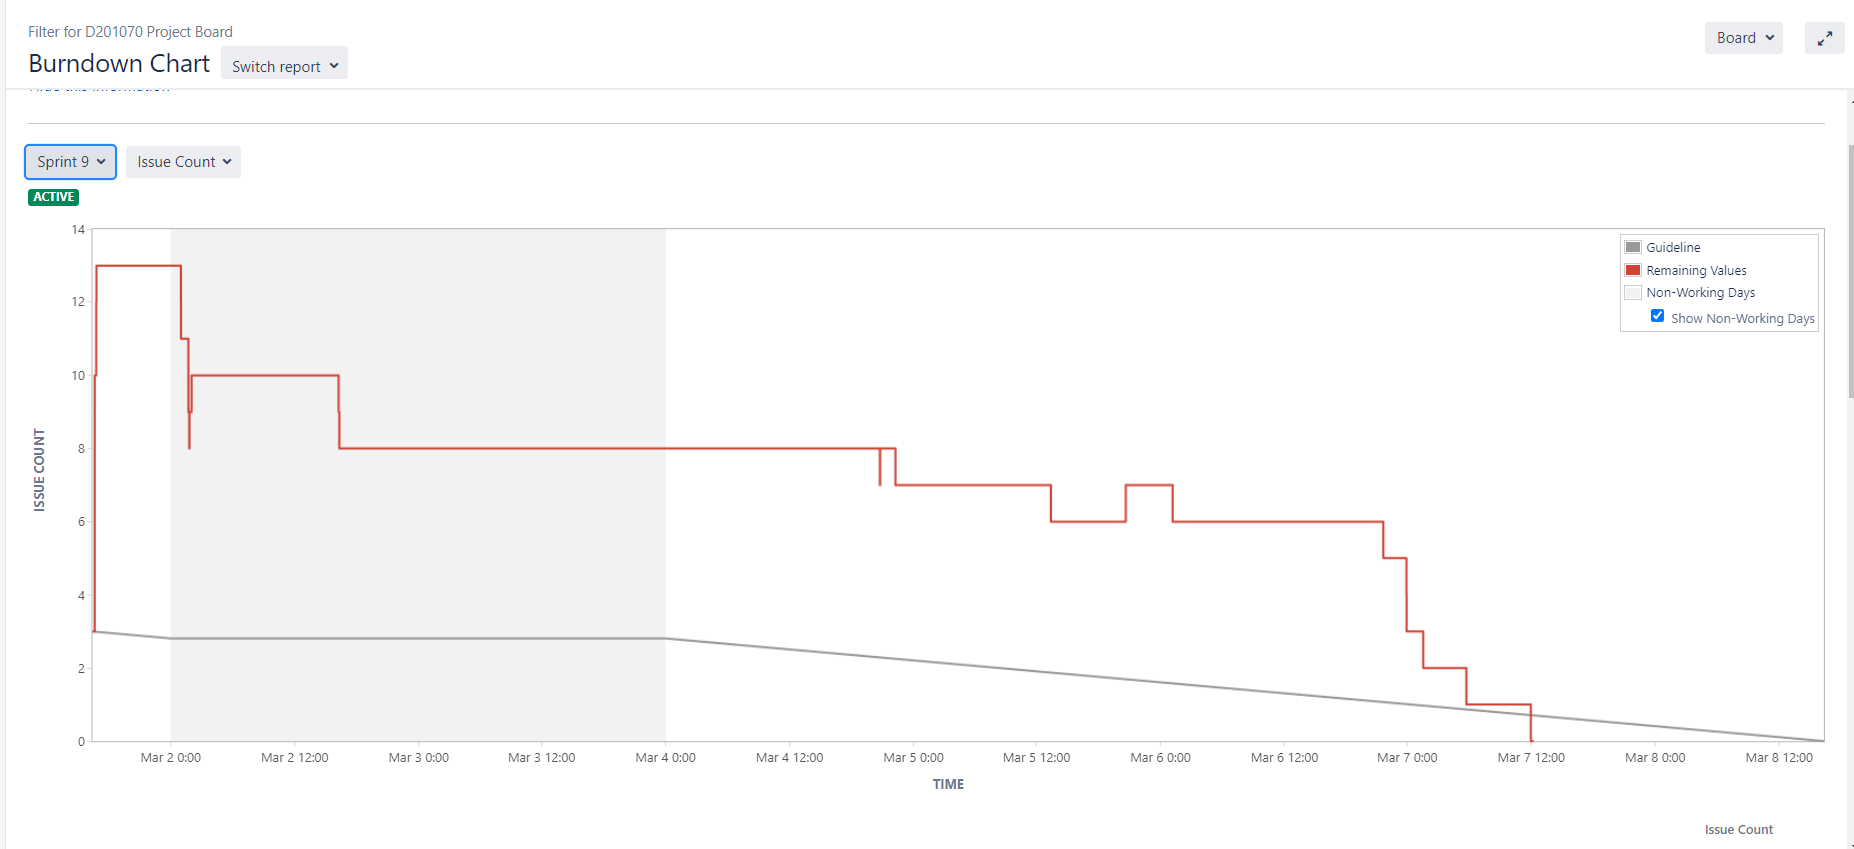 Filter for D201070 Project Board
Burndown Chart
Switch report
Board
Hide this information
Sprint 9
Issue Count
ACTIVE
14
12
10
8
6
4
2
0
ISSUE COUNT
Guideline
Remaining Values
Non-Working Days
Show Non-Working Days
Mar 2 0:00 Mar 2 12:00 Mar 3 0:00 Mar 3 12:00 Mar 4 0:00 Mar 4 12:00 Mar 5 0:00 Mar 5 12:00 Mar 6 0:00 Mar 6 12:00 Mar 7 0:00 Mar 7 12:00 Mar 8 0:00 Mar 8 12:00
TIME
Issue Count